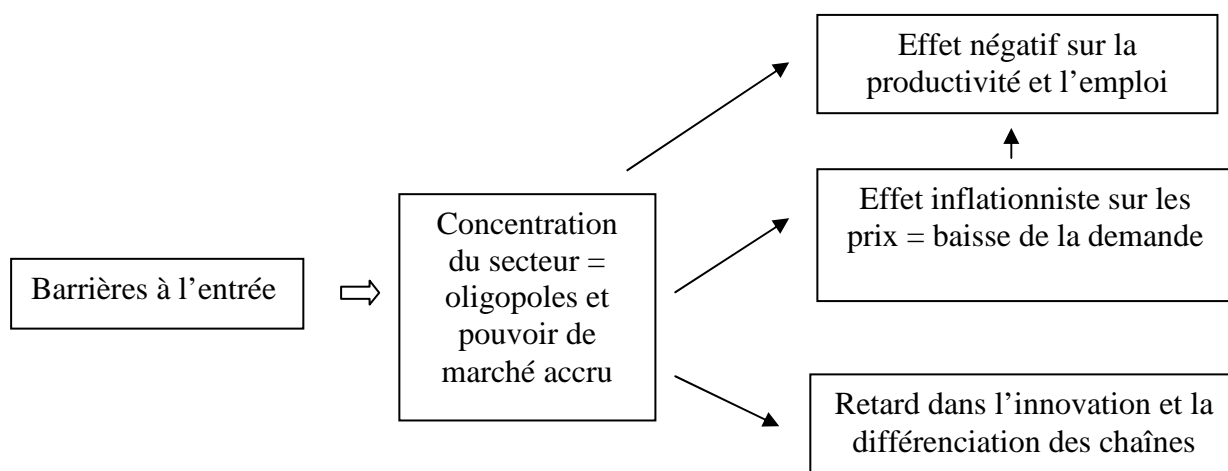 Barrières à l’entrée
Concentration
du secteur =
oligopoles et
pouvoir de
marché accru
Effet négatif sur la
productivité et l’emploi
Effet inflationniste sur les
prix = baisse de la demande
Retard dans l’innovation et la
différenciation des chaînes